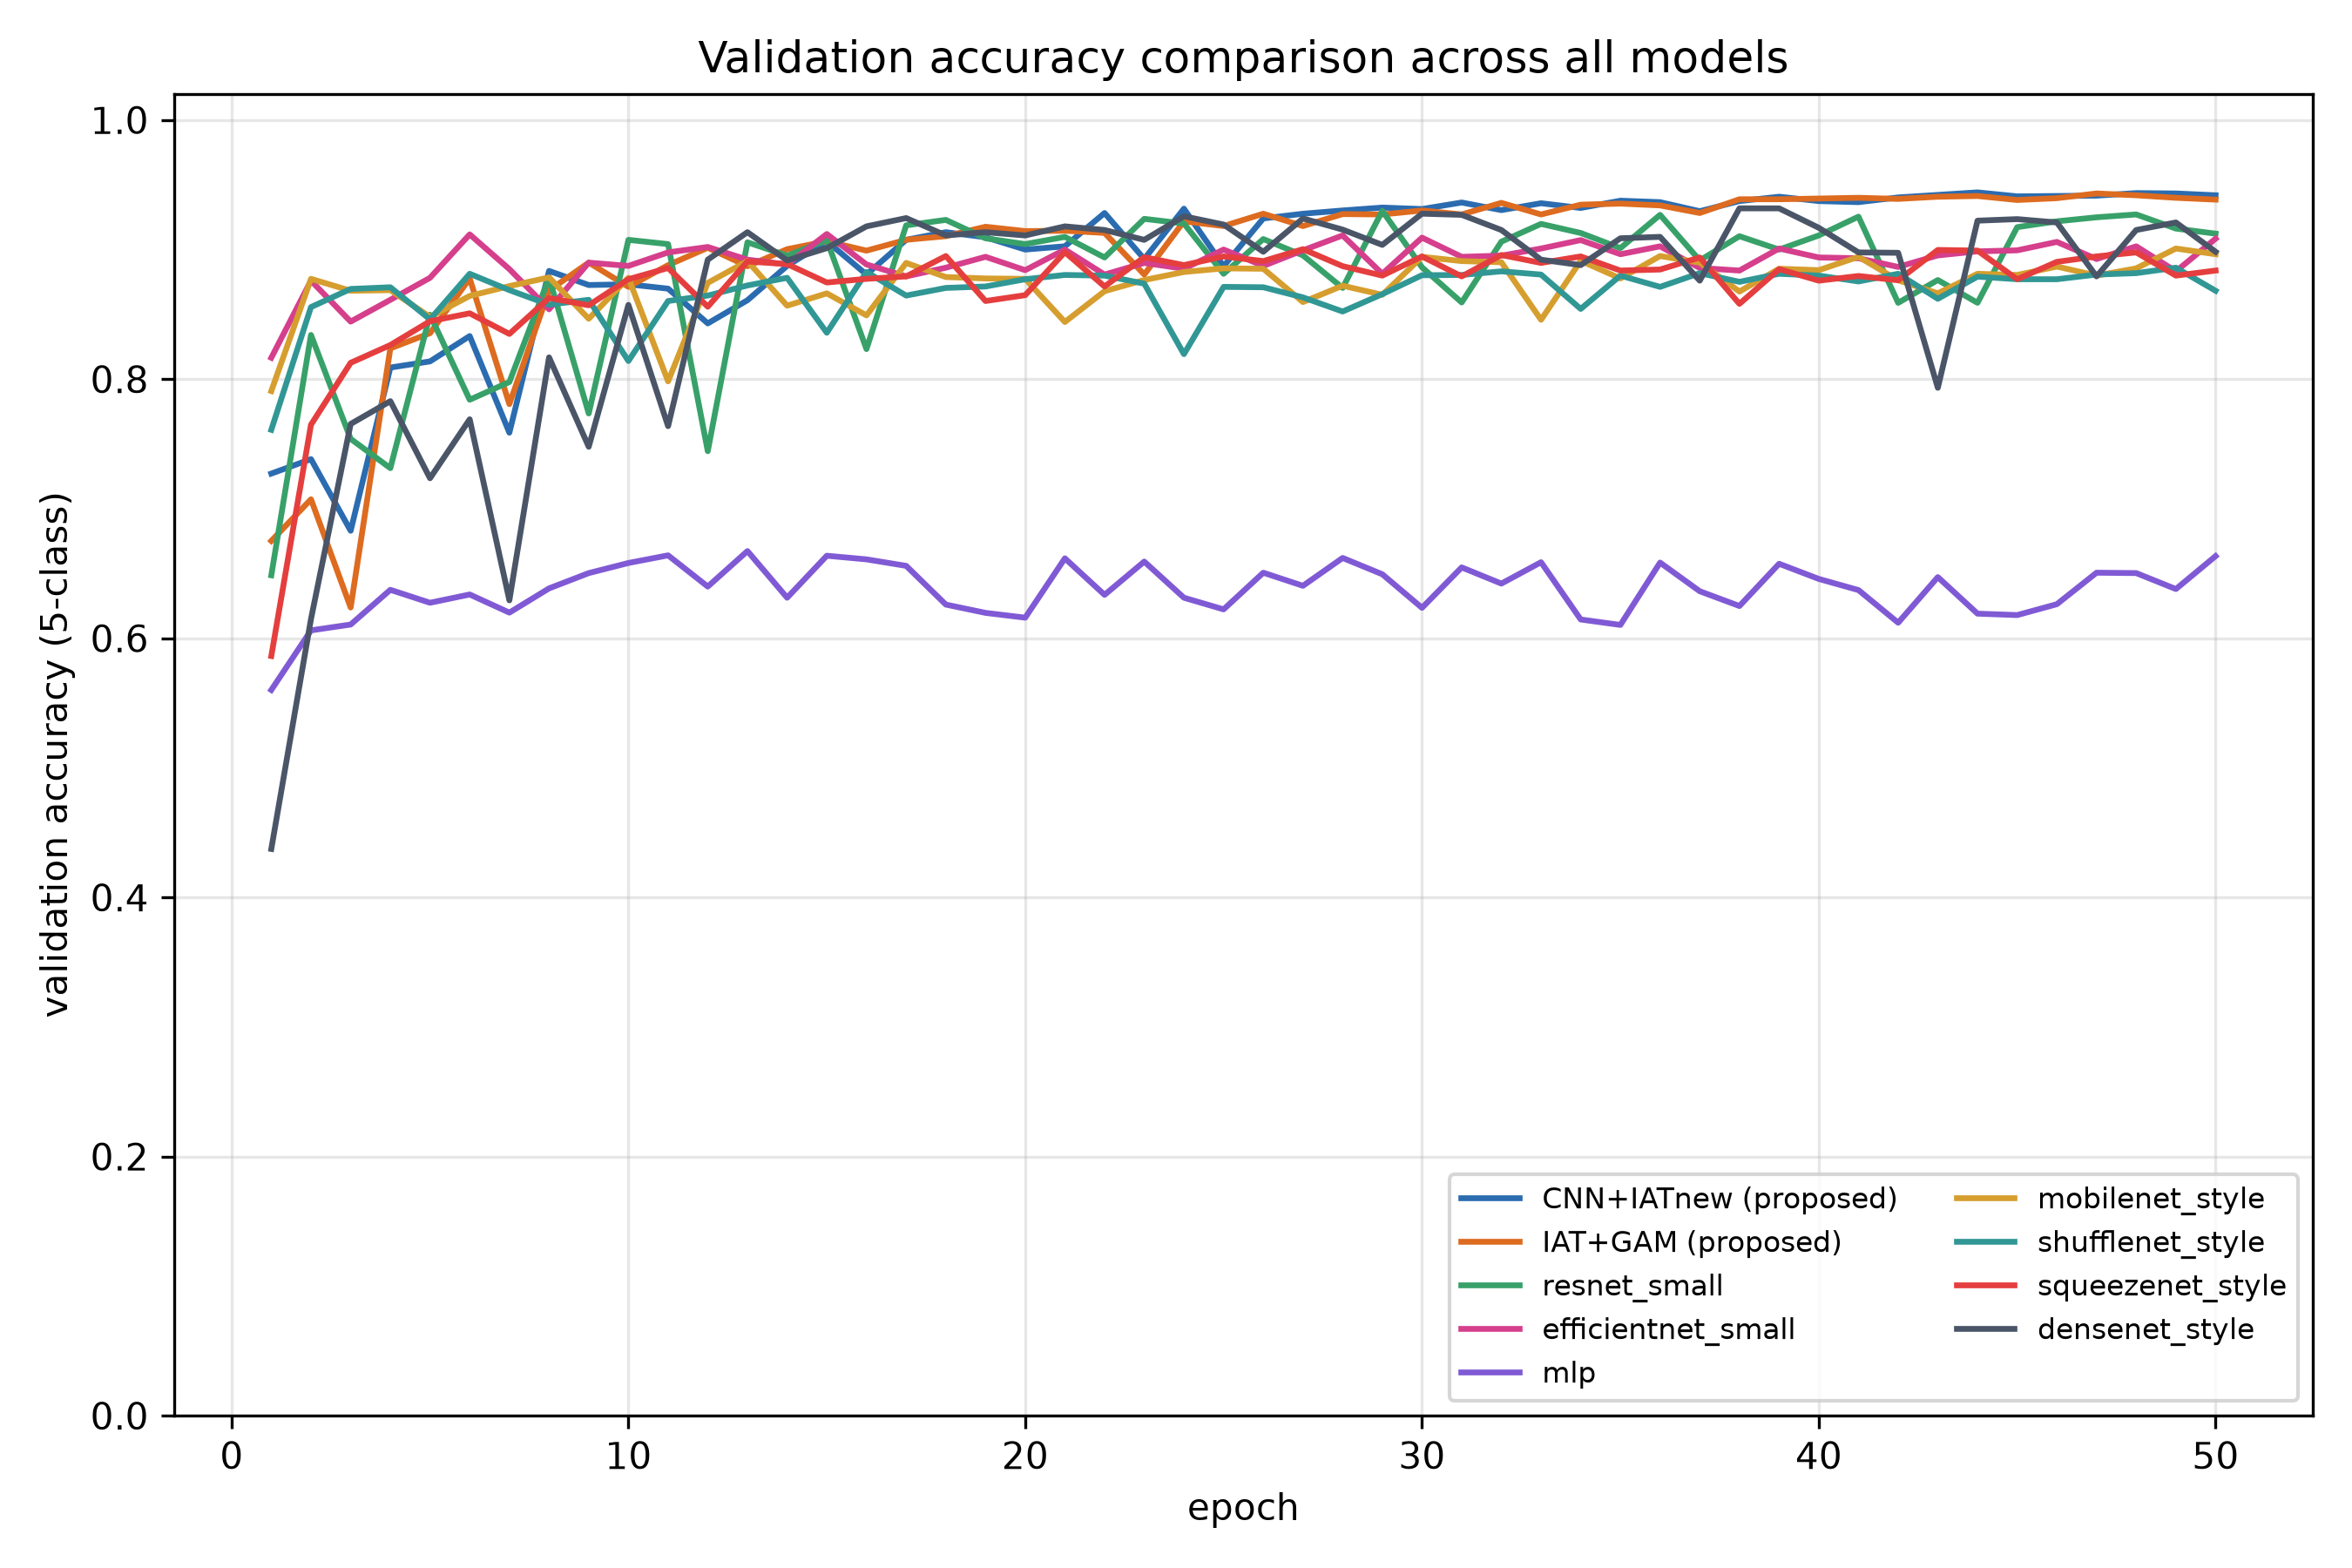 Validation accuracy comparison across all models
1.0
0.8
0.6
0.4
0.2
0.0
validation accuracy (5-class)
0
10
20
30
40
50
epoch
CNN+IATnew (proposed)
IAT+GAM (proposed)
resnet_small
efficientnet_small
mlp
mobilenet_style
shufflenet_style
squeezenet_style
densenet_style